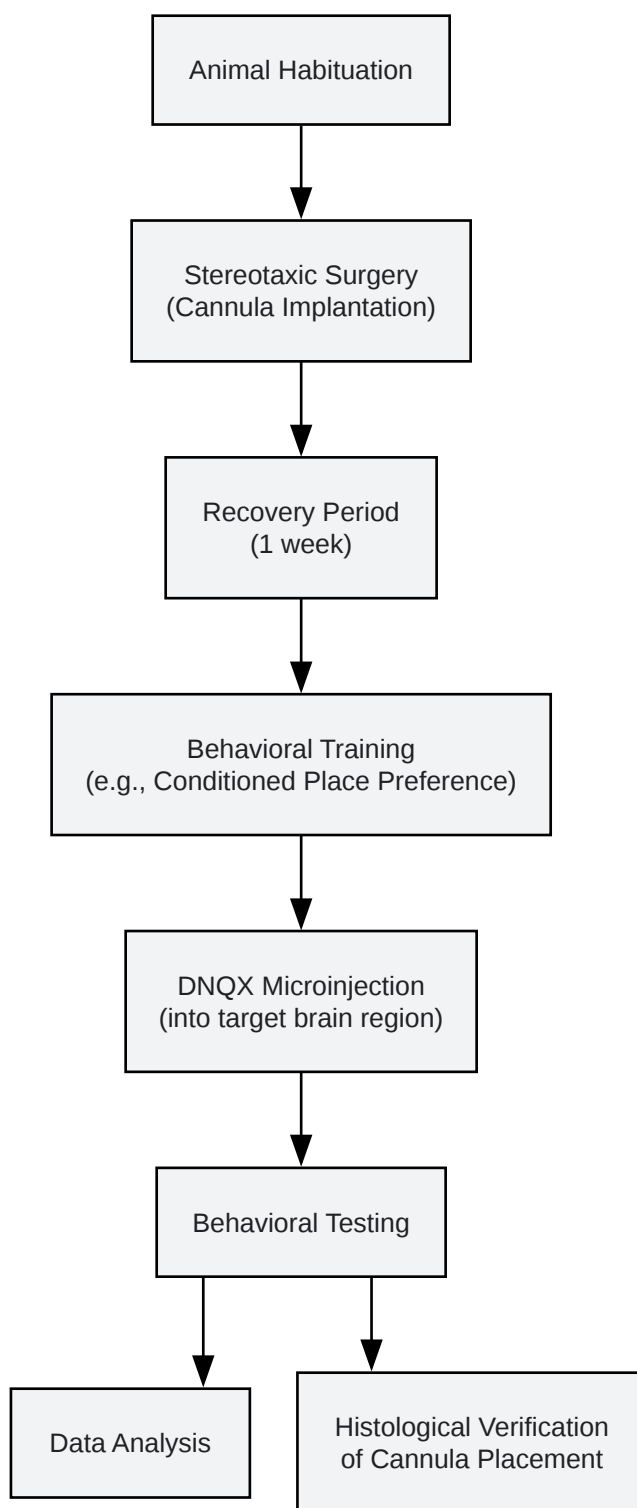 Animal Habituation
Stereotaxic Surgery
(Cannula Implantation)
Recovery Period
(1 week)
Behavioral Training
(e.g., Conditioned Place Preference)
DNQX Microinjection
(into target brain region)
Behavioral Testing
Data Analysis
Histological Verification
of Cannula Placement